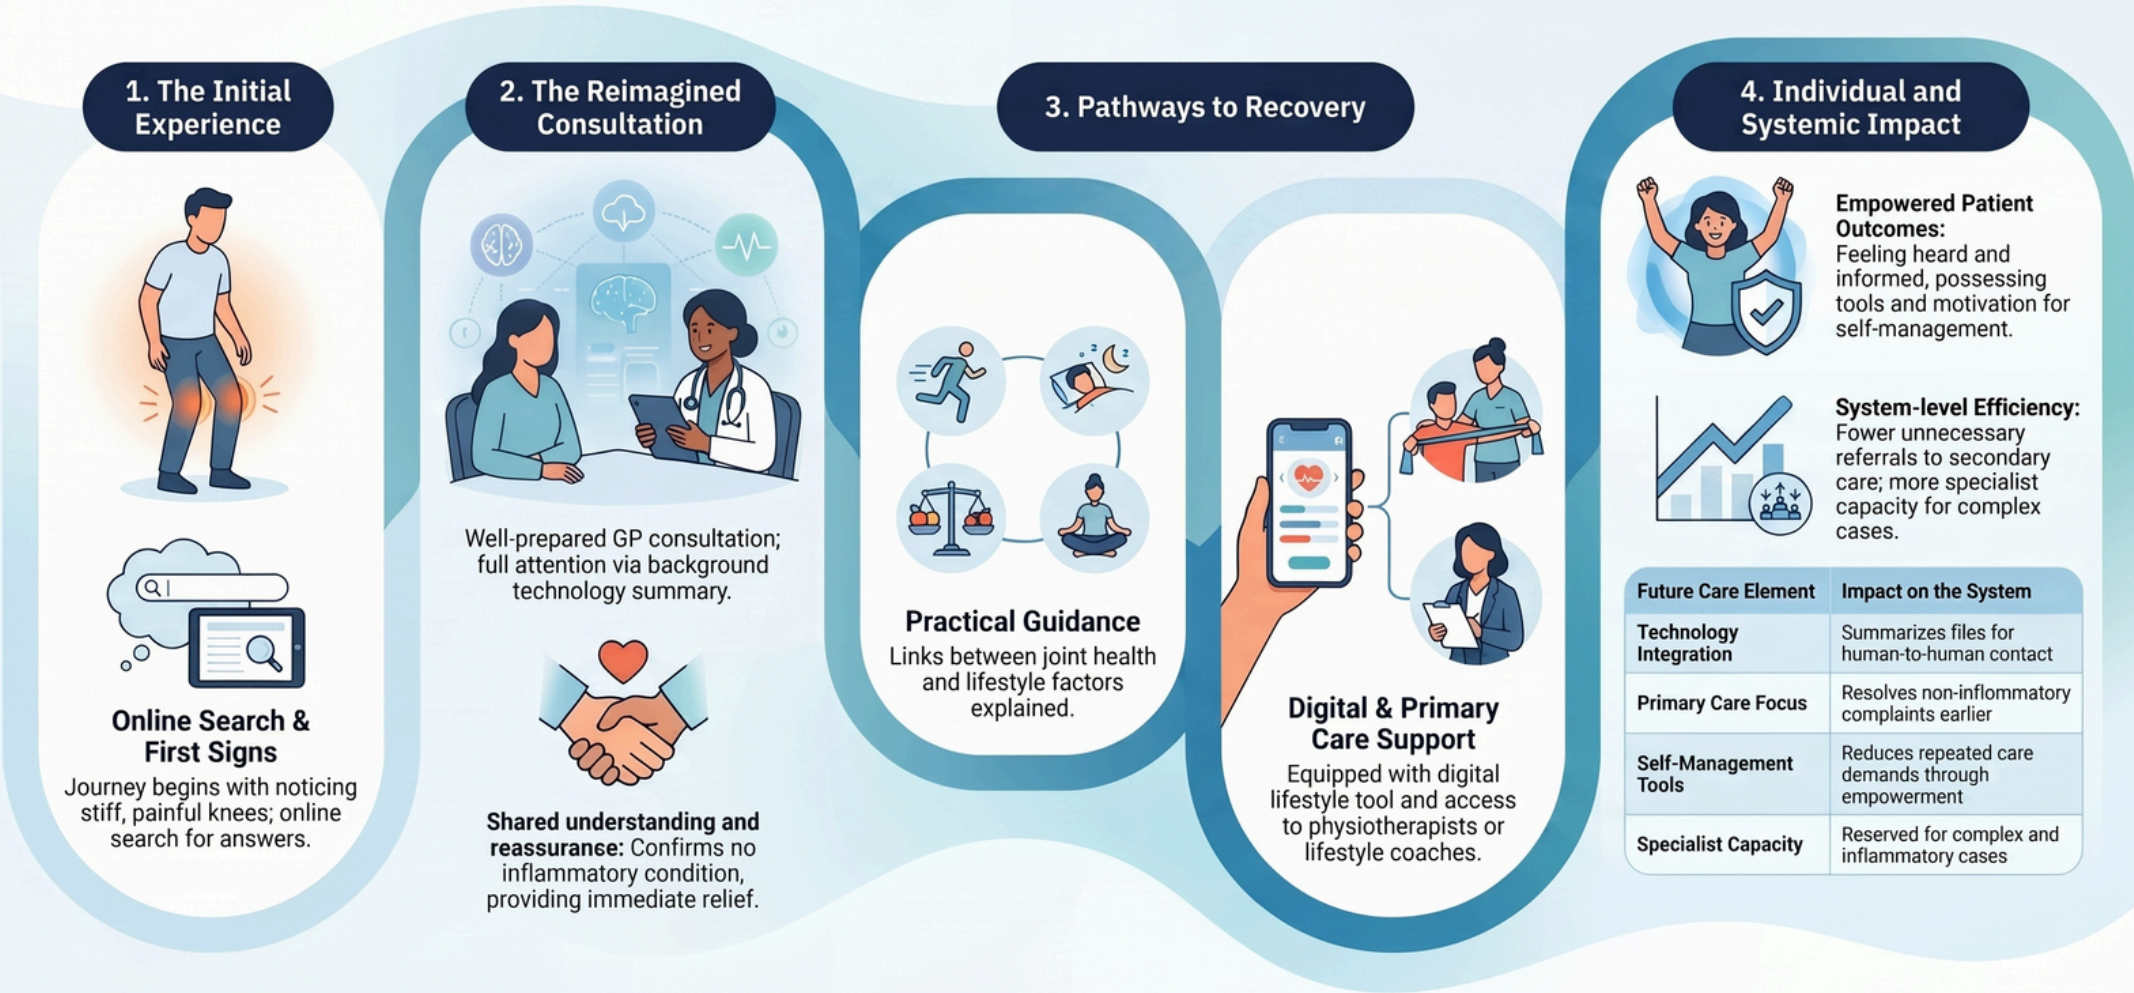 1. The Initial
Experience
Online Search &
First Signs
Journey begins with noticing
stiff, painful knees; online
search for answers.
2. The Reimagined
Consultation
Well-prepared GP consultation;
full attention via background
technology summary.
Shared understanding and
reassurance: Confirms no
inflammatory condition,
providing immediate relief.
3. Pathways to Recovery
Practical Guidance
Links between joint health
and lifestyle factors
explained.
Digital & Primary
Care Support
Equipped with digital
lifestyle tool and access
to physiotherapists or
lifestyle coaches.
4. Individual and
Systemic Impact
Empowered Patient
Outcomes:
Feeling heard and
informed, possessing
tools and motivation for
self-management.
System-level Efficiency:
Fower unnecessary
referrals to secondary
care; more specialist
capacity for complex
cases.
Future Care Element Impact on the System
Technology
Integration
Summarizes files for
human-to-human contact
Primary Care Focus
Resolves non-inflommatory
complaints earlier
Self-Management
Tools
Reduces repeated care
demands through
empowerment
Specialist Capacity
Reserved for complex and
inflammatory cases
z z